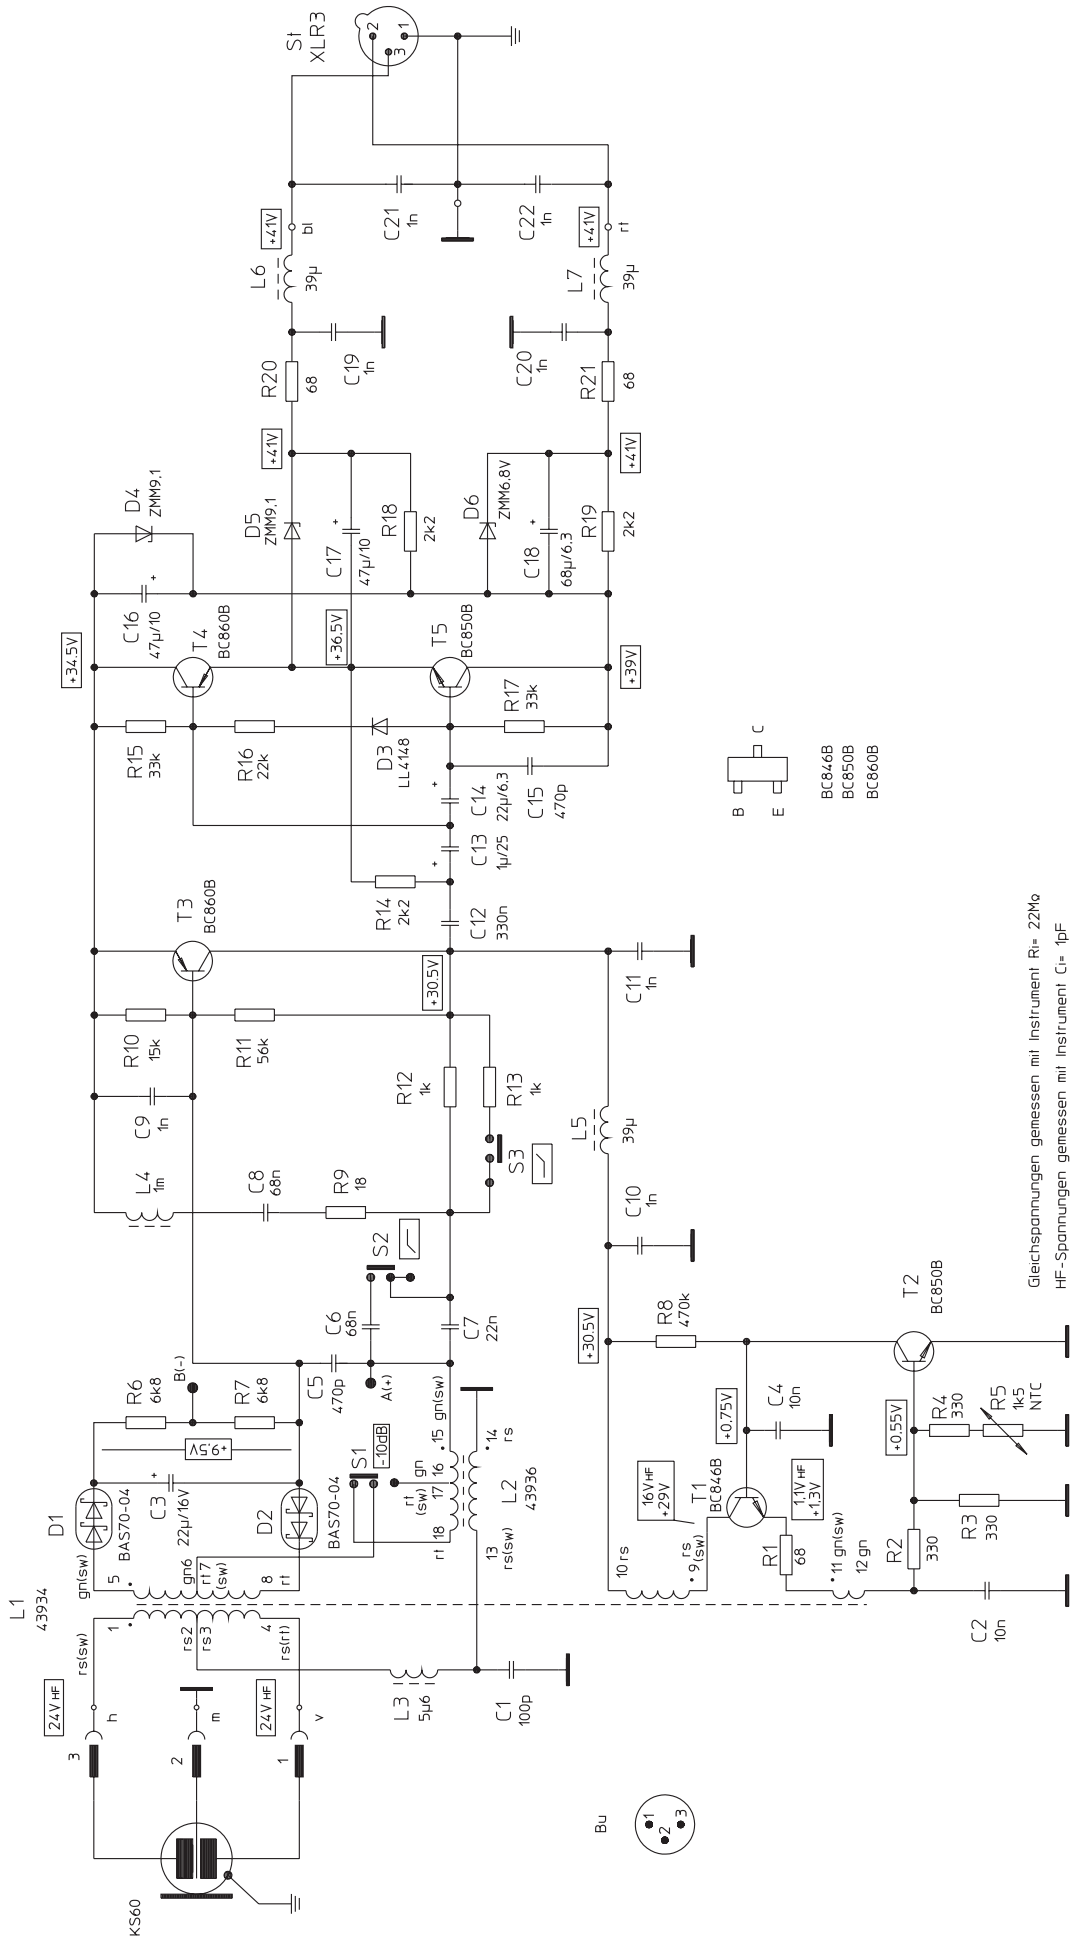 St
XLR3
2
3
1
D4
ZMM9.1
+41V
bl
L6
39µ
C21
1n
C22
1n
+41V
rt
L7
39µ
R20
68
C19
1n
C20
1n
R21
68
+41V
D5
ZMM9.1
C17
+
47µ/10
R18
2k2
D6
ZMM6.8V
C18
+
68µ/6.3
R19
2k2
+41V
C16
+
47µ/10
+34.5V
T4
BC860B
+36.5V
T5
BC850B
+39V
R15
33k
R16
22k
D3
LL4148
R17
33k
C14
+
22µ/6.3
C15
470p
C13
+
1µ/25
R14
2k2
C12
330n
T3
BC860B
+30.5V
C11
1n
R10
15k
R11
56k
R12
1k
R13
1k
C9
1n
L4
1m
C8
68n
R9
18
S3
L5
39µ
C10
1n
S2
C6
68n
C7
22n
C5
470p
A(+)
B(-)
R6
6k8
R7
6k8
+9.5V
C3
+
22µ/16V
D1
BAS70-04
D2
BAS70-04
S1
-10dB
gn
rt
(sw)
rt
18
17
16
15 gn(sw)
14
rs
L2
43936
13
rs(sw)
L1
43934
gn(sw)
5
gn6
rt7
(sw)
8
rt
rs(sw)
1
rs2
rs3
4
rs(rt)
24V HF
h
3
m
2
24V HF
v
1
KS60
L3
5µ6
C1
100p
+30.5V
R8
470k
T2
BC850B
+0.75V
C4
10n
+0.55V
R4
330
R5
1k5
NTC
16V HF
+29V
T1
BC846B
1.1V HF
+1.3V
10 rs
rs
9(sw)
R1
68
11 gn(sw)
12 gn
R2
330
R3
330
C2
10n
B
E
C
BC846B
BC850B
BC860B
Bu
1
2
3
Gleichspannungen gemessen mit Instrument Ri= 22MΩ
HF-Spannungen gemessen mit Instrument Ci= 1pF